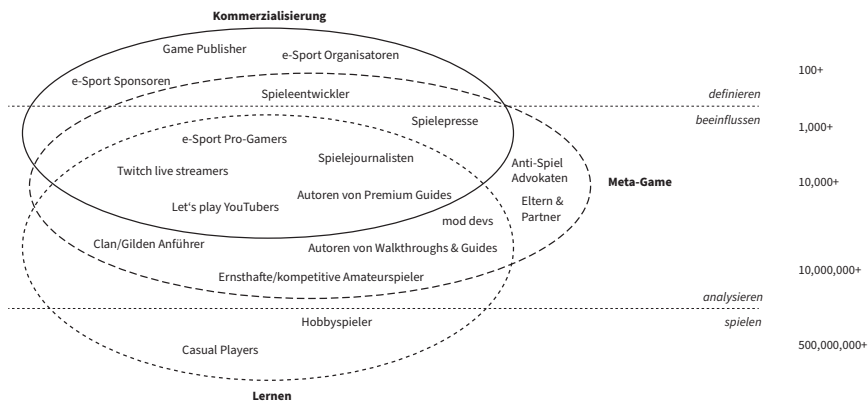 Kommerzialisierung
Game Publisher
e-Sport Organisatoren
100+
e-Sport Sponsoren
Spieleentwickler
definieren
beeinflussen
Spielepresse
1,000+
e-Sport Pro-Gamers
Spielejournalisten
Anti-Spiel
Advokaten
Twitch live streamers
Meta-Game
10,000+
Autoren von Premium Guides
Eltern &
Partner
Let's play YouTubers
mod devs
Clan/Gilden Anführer
Autoren von Walkthroughs & Guides
Ernsthafte/kompetitive Amateurspieler
10,000,000+
analysieren
spielen
Hobbyspieler
Casual Players
500,000,000+
Lernen